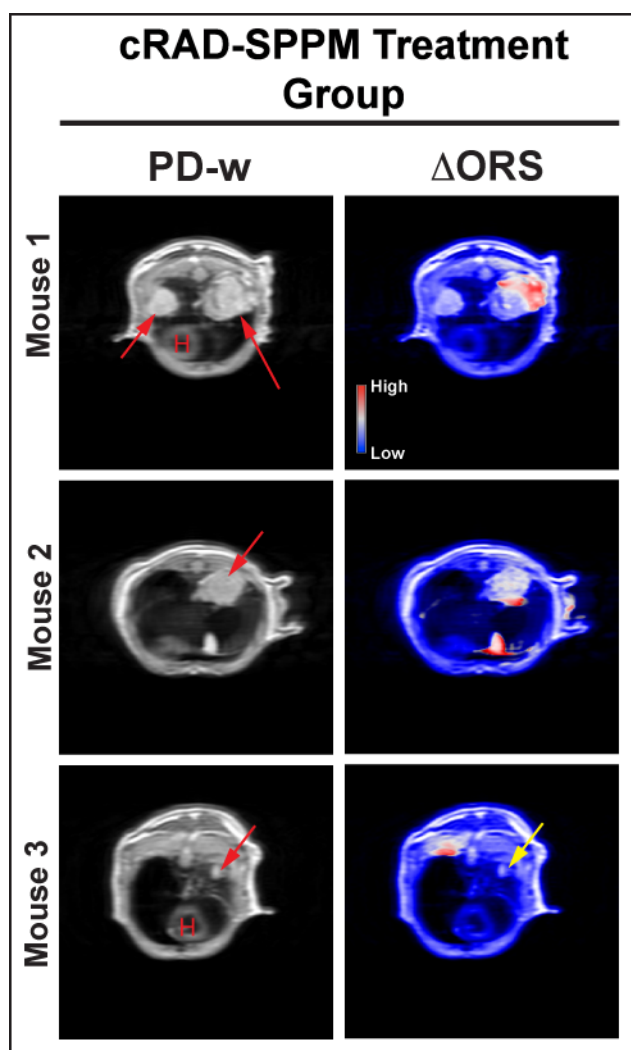 cRAD-SPPM Treatment
Group
PD-w
ΔORS
Mouse 1
H
High
Low
Mouse 2
Mouse 3
H